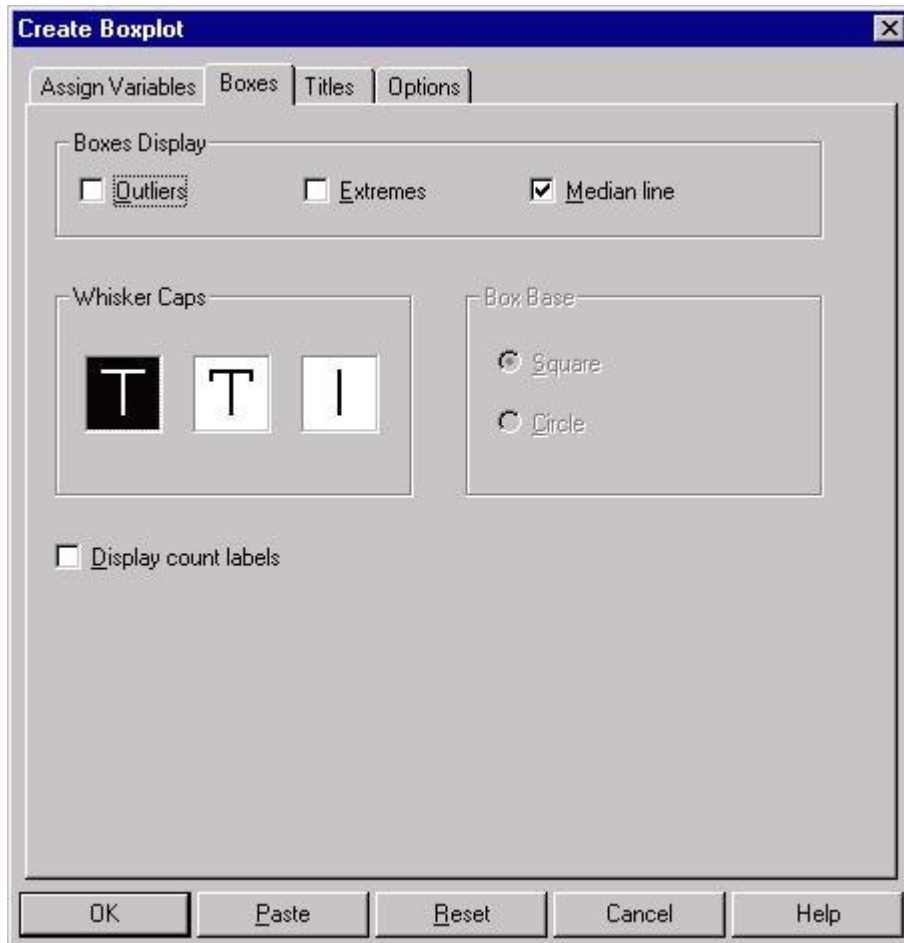 Create Boxplot
Assign Variables Boxes Titles Options
Boxes Display
Outliers Extremes Median line
Whisker Caps Box Base
Square
Circle
Display count labels
OK Paste Reset Cancel Help